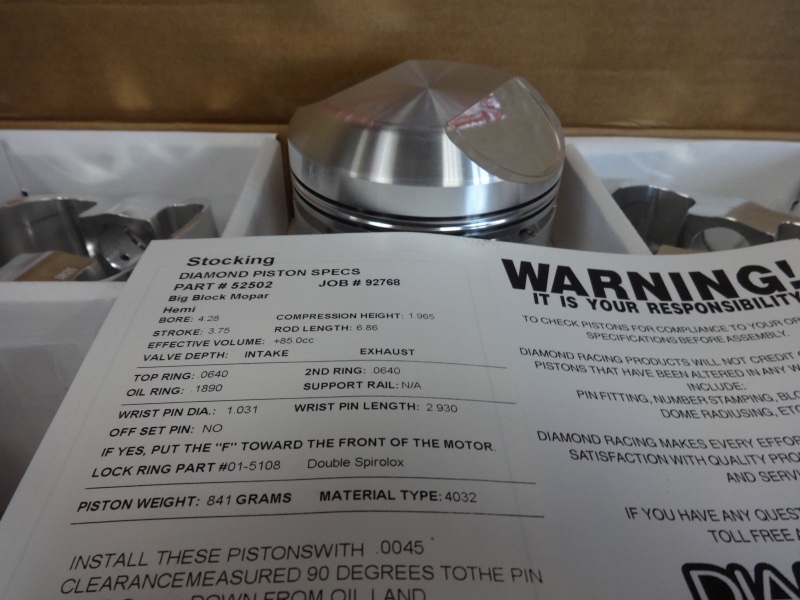 Stocking
DIAMOND PISTON SPECS
PART # 52502 JOB # 92768
Big Block Mopar
Hemi
BORE: 4.28 COMPRESSION HEIGHT: 1.965
STROKE: 3.75 ROD LENGTH: 6.86
EFFECTIVE VOLUME: +85.0cc
VALVE DEPTH: INTAKE EXHAUST
TOP RING: .0640 2ND RING: .0640
OIL RING: .1890 SUPPORT RAIL: N/A
WRIST PIN DIA.: 1.031 WRIST PIN LENGTH: 2.930
OFF SET PIN: NO
IF YES, PUT THE "F" TOWARD THE FRONT OF THE MOTOR.
LOCK RING PART #01-5108 Double Spirolox
PISTON WEIGHT: 841 GRAMS MATERIAL TYPE: 4032
INSTALL THESE PISTONSWITH .0045
CLEARANCEMEASURED 90 DEGREES TOTHE PIN
DOWN FROM OIL LAND
WARNING!
IT IS YOUR RESPONSIBILITY
TO CHECK PISTONS FOR COMPLIANCE TO YOUR
SPECIFICATIONS BEFORE ASSEMBLY.
DIAMOND RACING PRODUCTS WILL NOT CREDIT
PISTONS THAT HAVE BEEN ALTERED IN ANY
INCLUDE:
PIN FITTING, NUMBER STAMPING,
DOME RADIUSING,
DIAMOND RACING MAKES EVERY
SATISFACTION WITH QUALITY
AND
IF YOU HAVE ANY
TOLL FREE